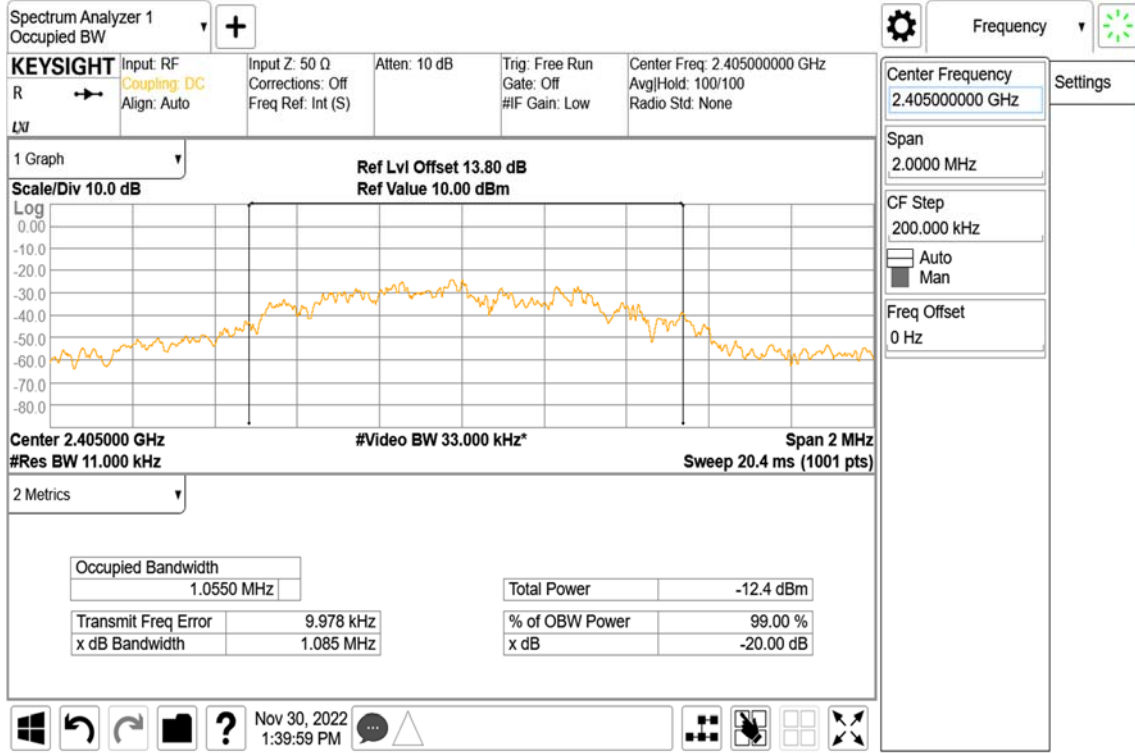 Spectrum Analyzer 1
Occupied BW
+
Frequency
KEYSIGHT
R
LXI
Input: RF
Coupling: DC
Align: Auto
Input Z: 50 Ω
Corrections: Off
Freq Ref: Int (S)
Atten: 10 dB
Trig: Free Run
Gate: Off
#IF Gain: Low
Center Freq: 2.405000000 GHz
Avg|Hold: 100/100
Radio Std: None
Center Frequency
2.405000000 GHz
Settings
Span
2.0000 MHz
CF Step
200.000 kHz
Auto
Man
Freq Offset
0 Hz
1 Graph
Scale/Div 10.0 dB
Ref Lvl Offset 13.80 dB
Ref Value 10.00 dBm
Log
0.00
-10.0
-20.0
-30.0
-40.0
-50.0
-60.0
-70.0
-80.0
Center 2.405000 GHz
#Video BW 33.000 kHz*
Span 2 MHz
#Res BW 11.000 kHz
Sweep 20.4 ms (1001 pts)
2 Metrics
Occupied Bandwidth
1.0550 MHz
Total Power -12.4 dBm
Transmit Freq Error 9.978 kHz
% of OBW Power 99.00 %
x dB Bandwidth 1.085 MHz
x dB -20.00 dB
?
Nov 30, 2022
1:39:59 PM